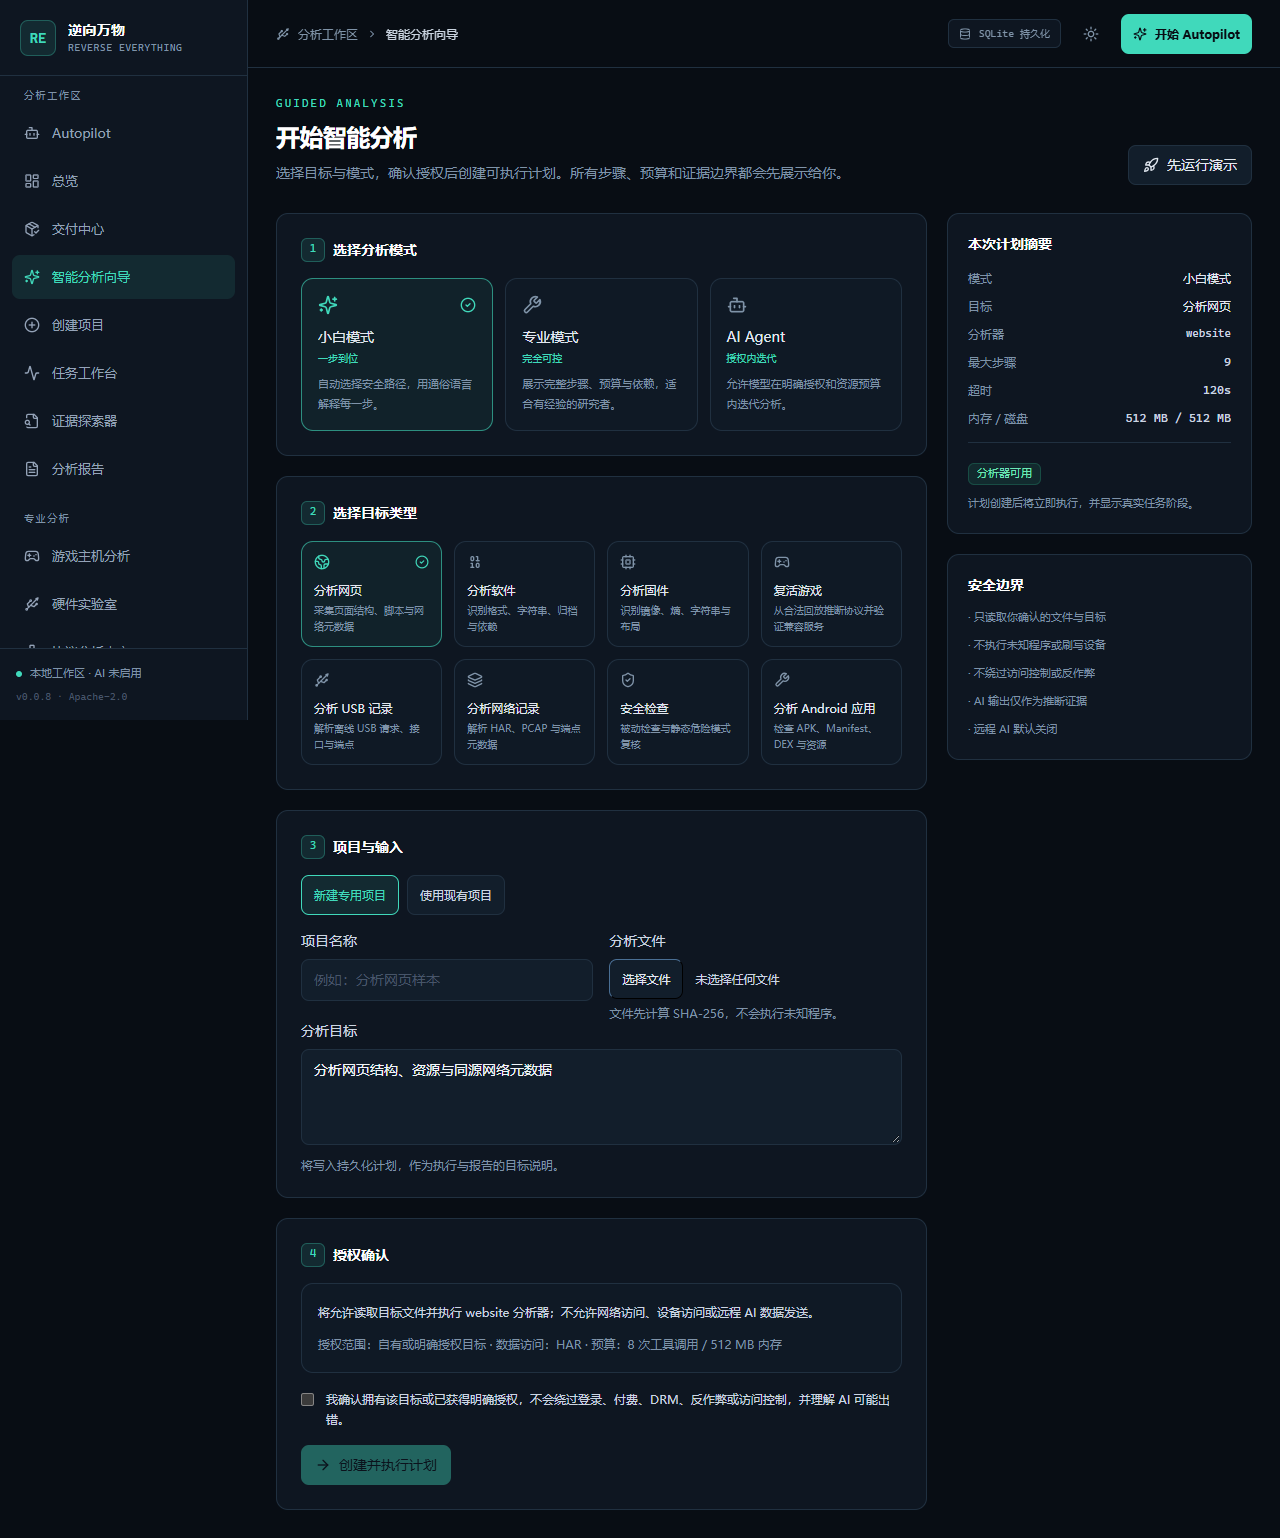 RE
逆向万物
REVERSE EVERYTHING
分析工作区
Autopilot
总览
交付中心
智能分析向导
创建项目
任务工作台
证据探索器
分析报告
专业分析
游戏主机分析
硬件实验室
本地工作区 · AI 未启用
v0.0.8 · Apache-2.0
分析工作区 > 智能分析向导
SQLite 持久化
开始 Autopilot
GUIDED ANALYSIS
开始智能分析
选择目标与模式，确认授权后创建可执行计划。所有步骤、预算和证据边界都会先展示给你。
先运行演示
1 选择分析模式
小白模式
一步到位
自动选择安全路径，用通俗语言
解释每一步。
专业模式
完全可控
展示完整步骤、预算与依赖，适
合有经验的研究者。
AI Agent
授权内迭代
允许模型在明确授权和资源预算
内迭代分析。
2 选择目标类型
分析网页
采集页面结构、脚本与网
络元数据
分析软件
识别格式、字符串、归档
与依赖
分析固件
识别镜像、熵、字符串与
布局
复活游戏
从合法回放推断协议并验
证兼容服务
分析 USB 记录
解析离线 USB 请求、接
口与端点
分析网络记录
解析 HAR、PCAP 与端点
元数据
安全检查
被动检查与静态危险模式
复核
分析 Android 应用
检查 APK、Manifest、
DEX 与资源
3 项目与输入
新建专用项目
使用现有项目
项目名称
例如：分析网页样本
分析文件
选择文件 未选择任何文件
文件先计算 SHA-256，不会执行未知程序。
分析目标
分析网页结构、资源与同源网络元数据
将写入持久化计划，作为执行与报告的目标说明。
4 授权确认
将允许读取目标文件并执行 website 分析器；不允许网络访问、设备访问或远程 AI 数据发送。
授权范围：自有或明确授权目标 · 数据访问：HAR · 预算：8 次工具调用 / 512 MB 内存
我确认拥有该目标或已获得明确授权，不会绕过登录、付费、DRM、反作弊或访问控制，并理解 AI 可能出
错。
创建并执行计划
本次计划摘要
模式 小白模式
目标 分析网页
分析器 website
最大步骤 9
超时 120s
内存 / 磁盘 512 MB / 512 MB
分析器可用
计划创建后将立即执行，并显示真实任务阶段。
安全边界
· 只读取你确认的文件与目标
· 不执行未知程序或刷写设备
· 不绕过访问控制或反作弊
· AI 输出仅作为推断证据
· 远程 AI 默认关闭